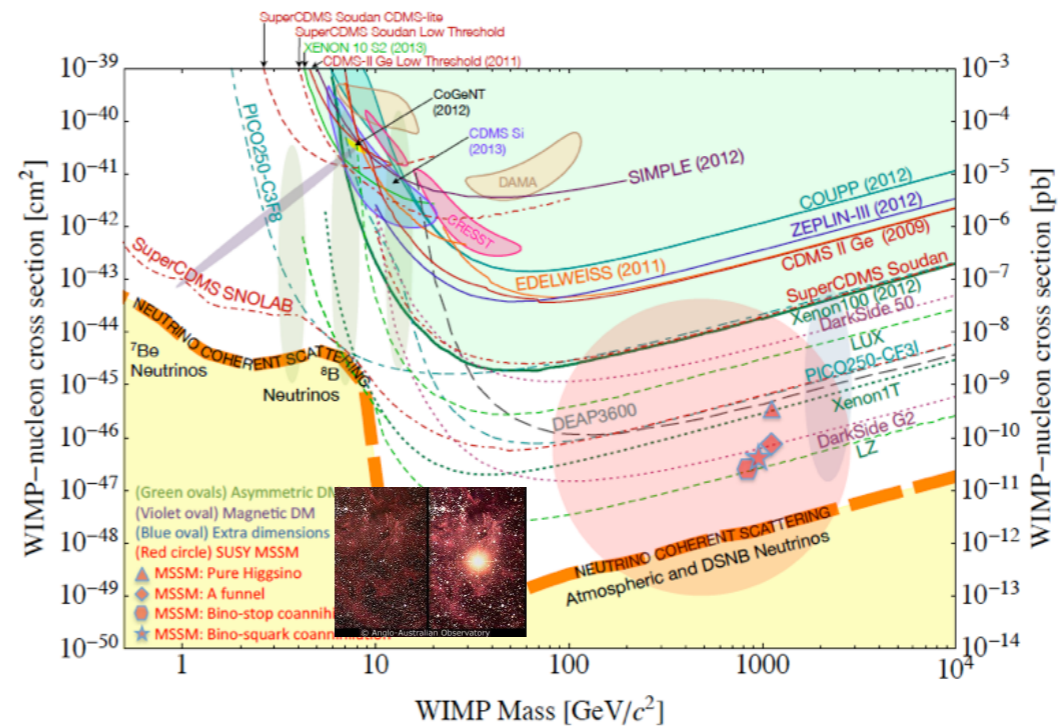 SuperCDMS Soudan CDMS-lite
SuperCDMS Soudan Low Threshold
XENON 10 S2 (2013)
CDMS-II Ge Low Threshold (2011)
10−39
10−40
10−41
10−42
10−43
10−44
10−45
10−46
10−47
10−48
10−49
10−50
WIMP−nucleon cross section [cm2]
10−3
10−4
10−5
10−6
10−7
10−8
10−9
10−10
10−11
10−12
10−13
10−14
WIMP−nucleon cross section [pb]
PICO250-C3F8
CoGeNT
(2012)
CDMS Si
(2013)
DAMA
SIMPLE (2012)
COUPP (2012)
CRESST
ZEPLIN-III (2012)
CDMS II Ge (2009)
EDELWEISS (2011)
SuperCDMS SNOLAB
SuperCDMS Soudan
Xenon100 (2012)
DarkSide 50
LUX
NEUTRINO COHERENT SCATTERING
7Be
Neutrinos
8B
Neutrinos
PICO250-CF3I
DEAP3600
Xenon1T
DarkSide G2
LZ
(Green ovals) Asymmetric DM
(Violet oval) Magnetic DM
(Blue oval) Extra dimensions
(Red circle) SUSY MSSM
MSSM: Pure Higgsino
MSSM: A funnel
MSSM: Bino-stop coannihi
MSSM: Bino-squark
© Anglo-Australian Observatory
NEUTRINO COHERENT SCATTERING
Atmospheric and DSNB Neutrinos
1
10
100
1000
104
WIMP Mass [GeV/c2]